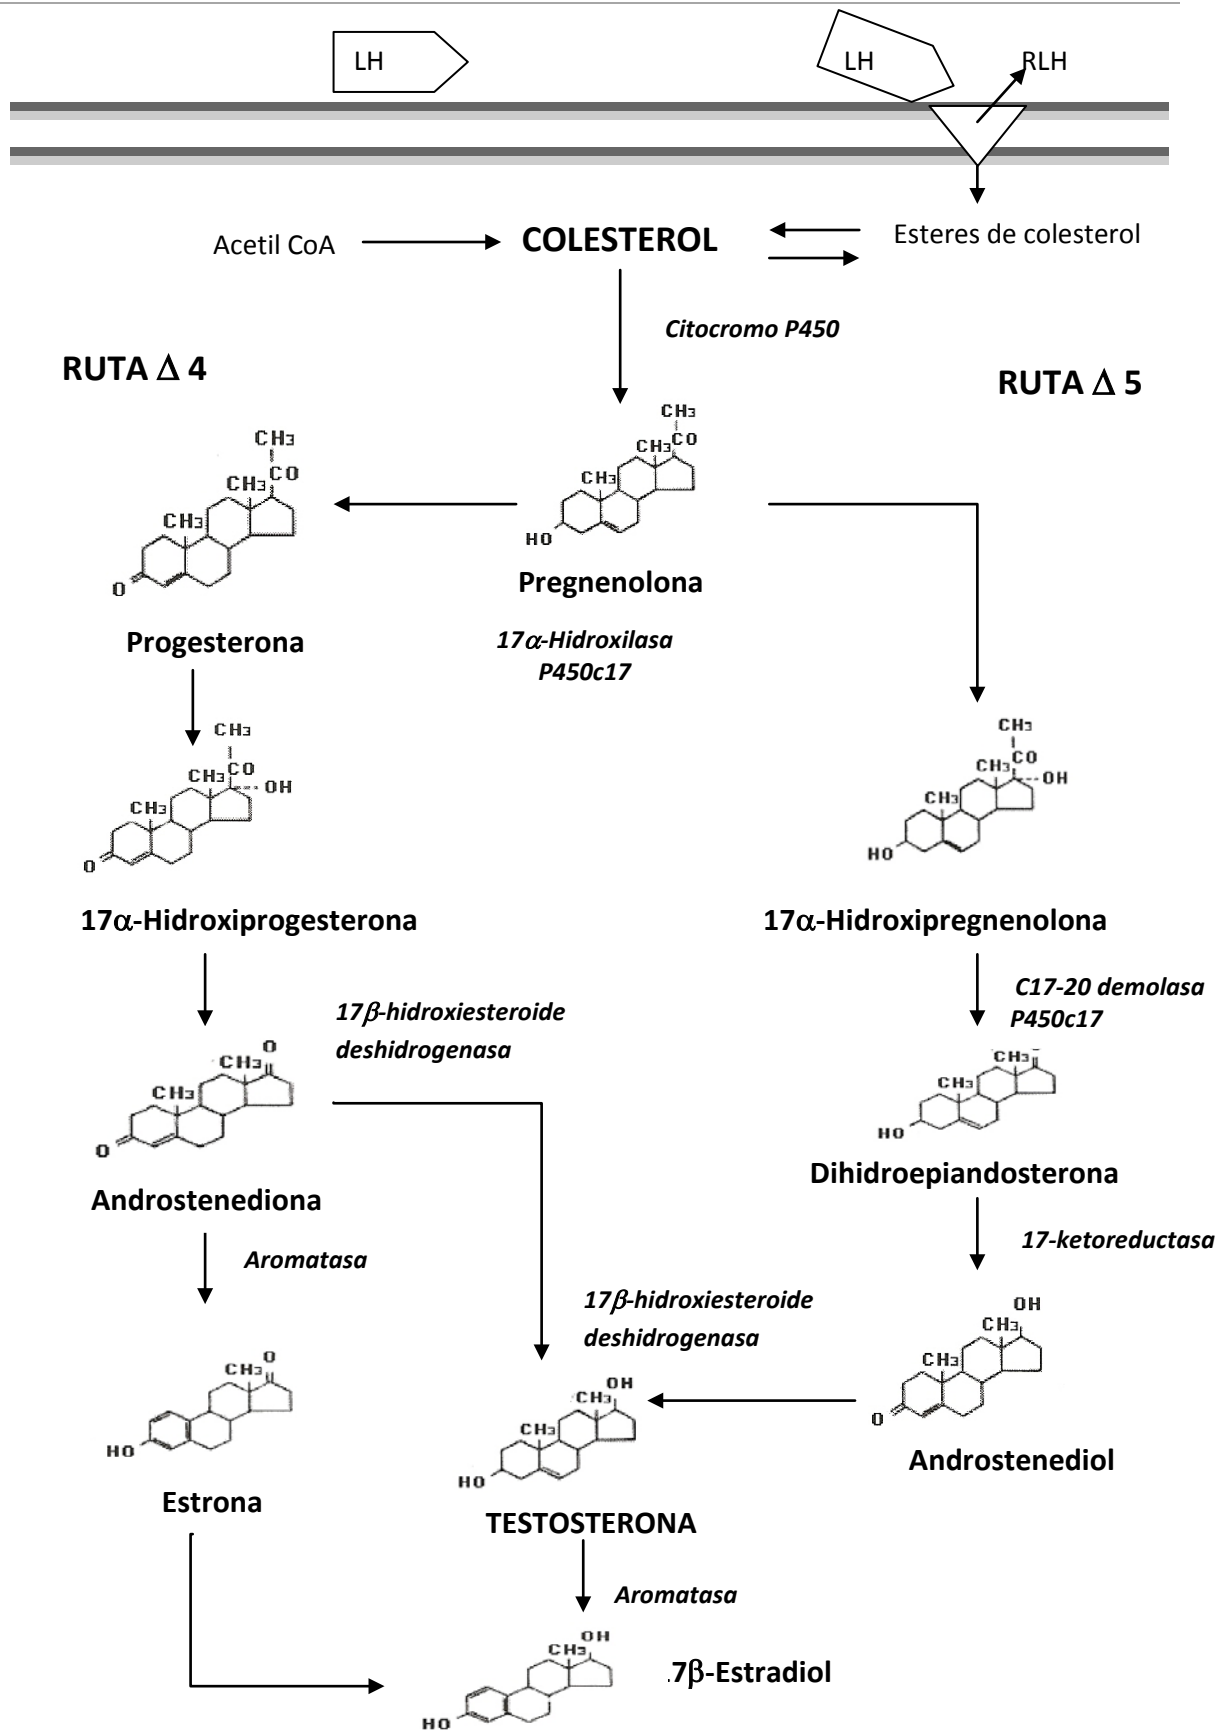 LH
LH
RLH
Acetil CoA
COLESTEROL
Esteres de colesterol
Citocromo P450
RUTA Δ 4
RUTA Δ 5
CH3
CO
CH3
CH3
O
Progesterona
CH3
CO
CH3
CH3
HO
Pregnenolona
17α-Hidroxilasa
P450c17
CH3
CO
CH3
OH
CH3
O
17α-Hidroxiprogesterona
CH3
CO
CH3
OH
CH3
HO
17α-Hidroxipregnenolona
17β-hidroxiesteroide
deshidrogenasa
C17-20 demolasa
P450c17
O
CH3
CH3
O
Androstenediona
CH3
CH3
HO
Dihidroepiandosterona
Aromatasa
17-ketoreductasa
17β-hidroxiesteroide
deshidrogenasa
O
CH3
HO
Estrona
OH
CH3
CH3
HO
TESTOSTERONA
OH
CH3
CH3
O
Androstenediol
Aromatasa
OH
CH3
HO
7β-Estradiol